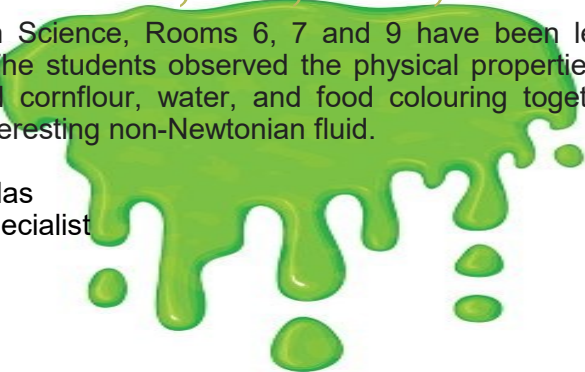 n Science, Rooms 6, 7 and 9 have been le
he students observed the physical propertie
l cornflour, water, and food colouring toget
eresting non-Newtonian fluid.
las
ecialist